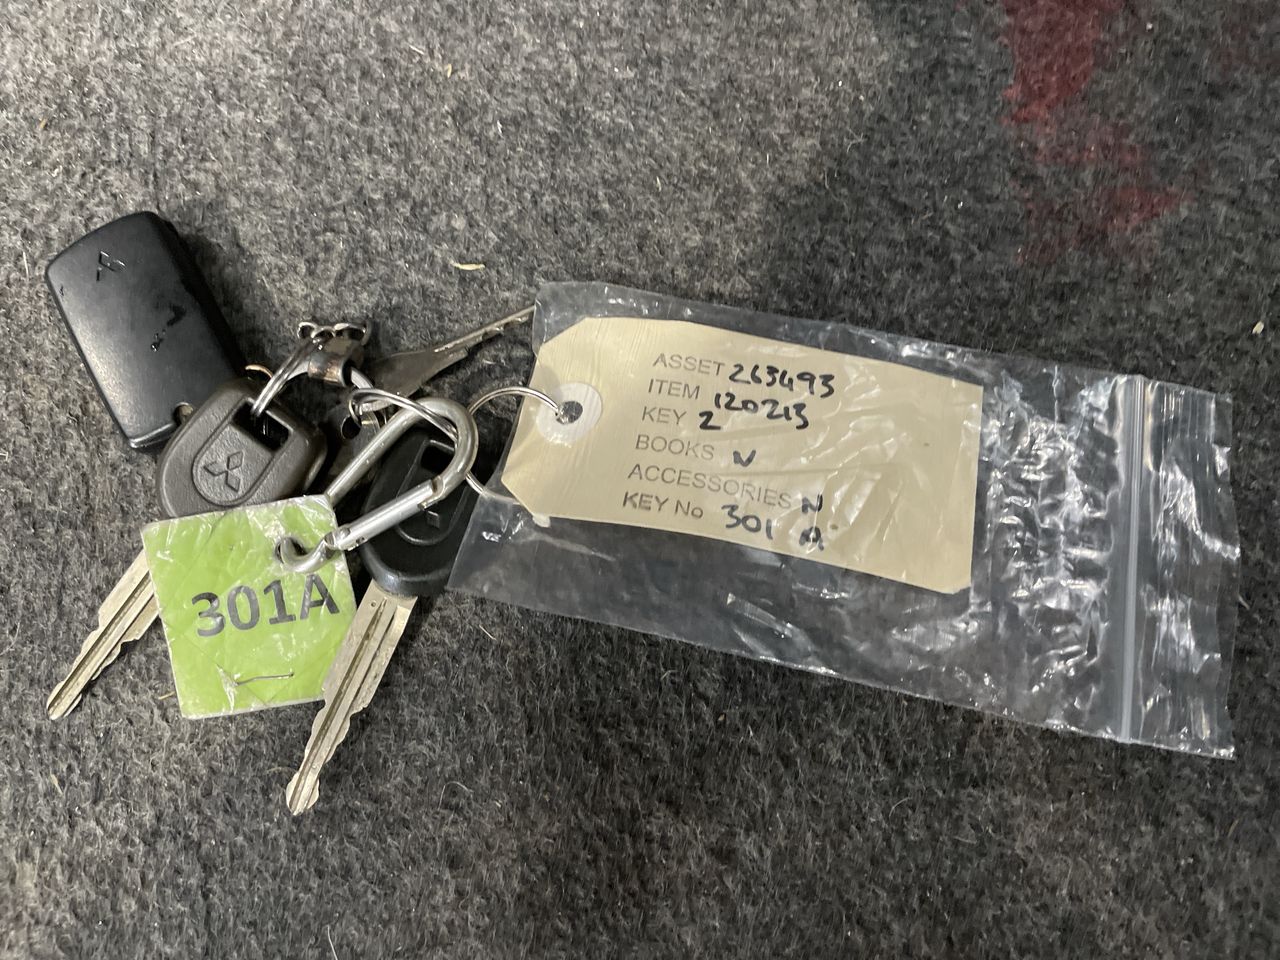 ASSET 263493
ITEM 120213
KEY 2
BOOKS N
ACCESSORIES N
KEY No 301 A
301A